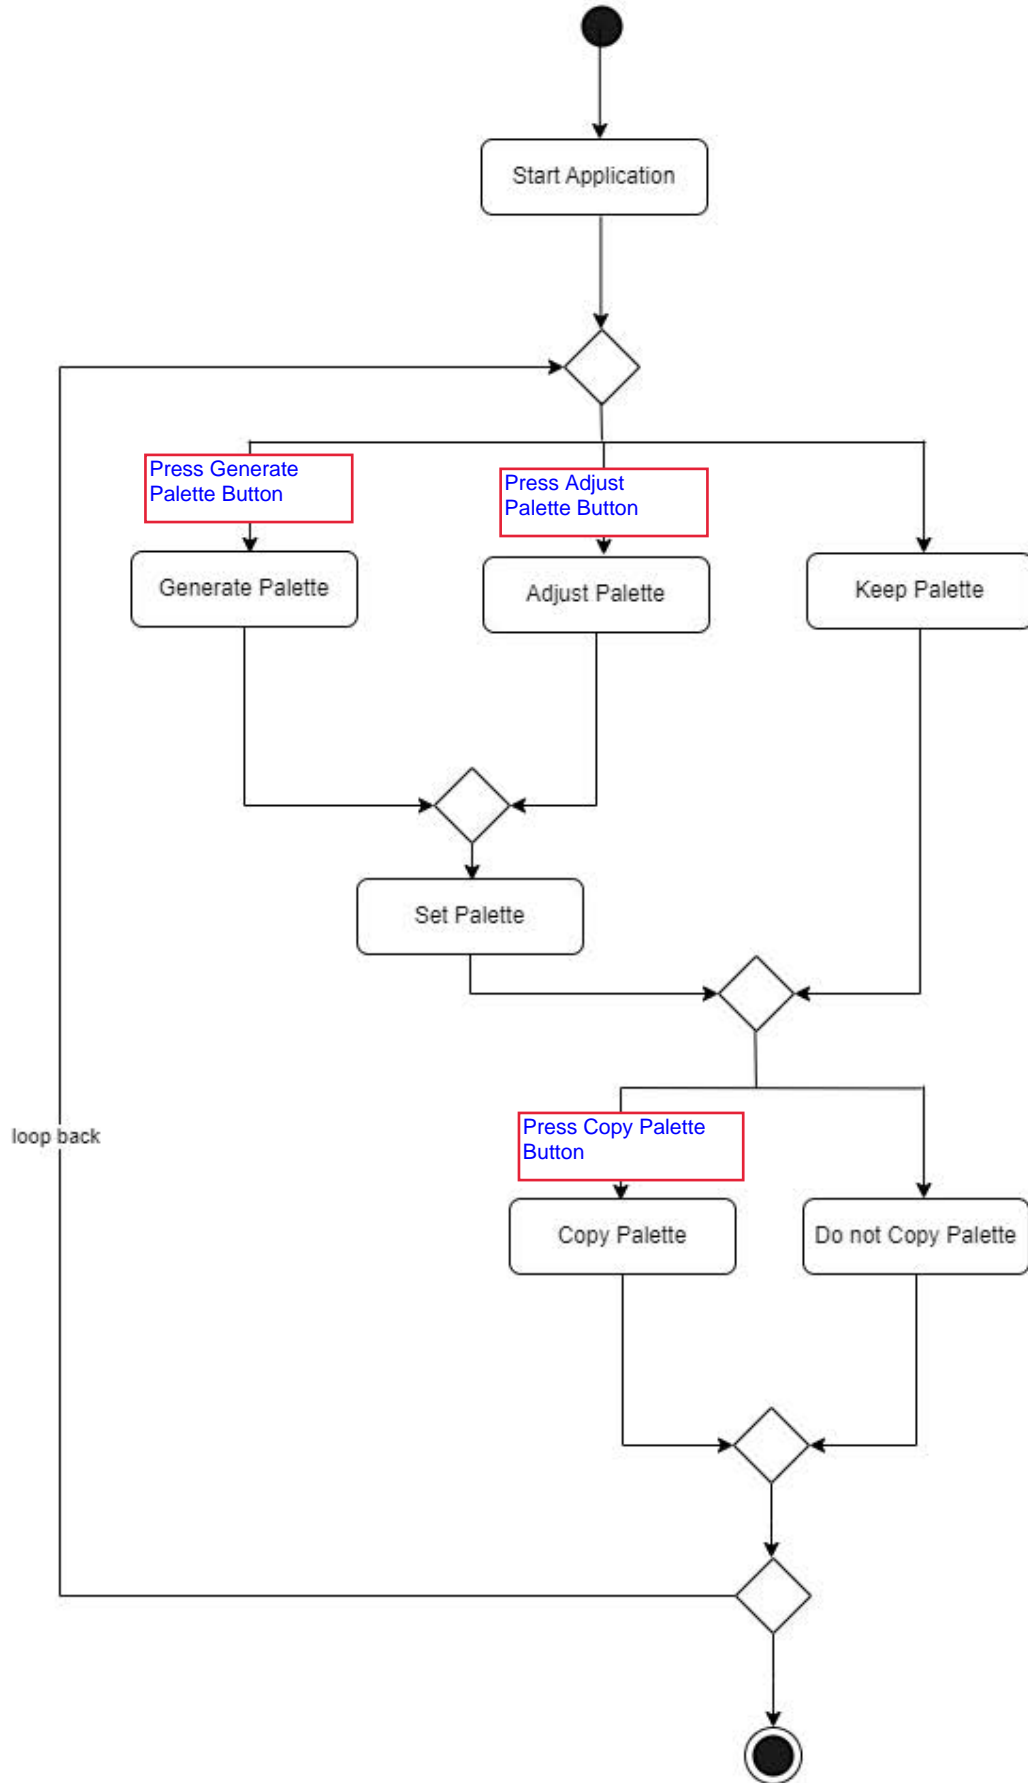 Start Application
Press Generate
Palette Button
Press Adjust
Palette Button
Generate Palette
Adjust Palette
Keep Palette
Set Palette
loop back
Press Copy Palette
Button
Copy Palette
Do not Copy Palette